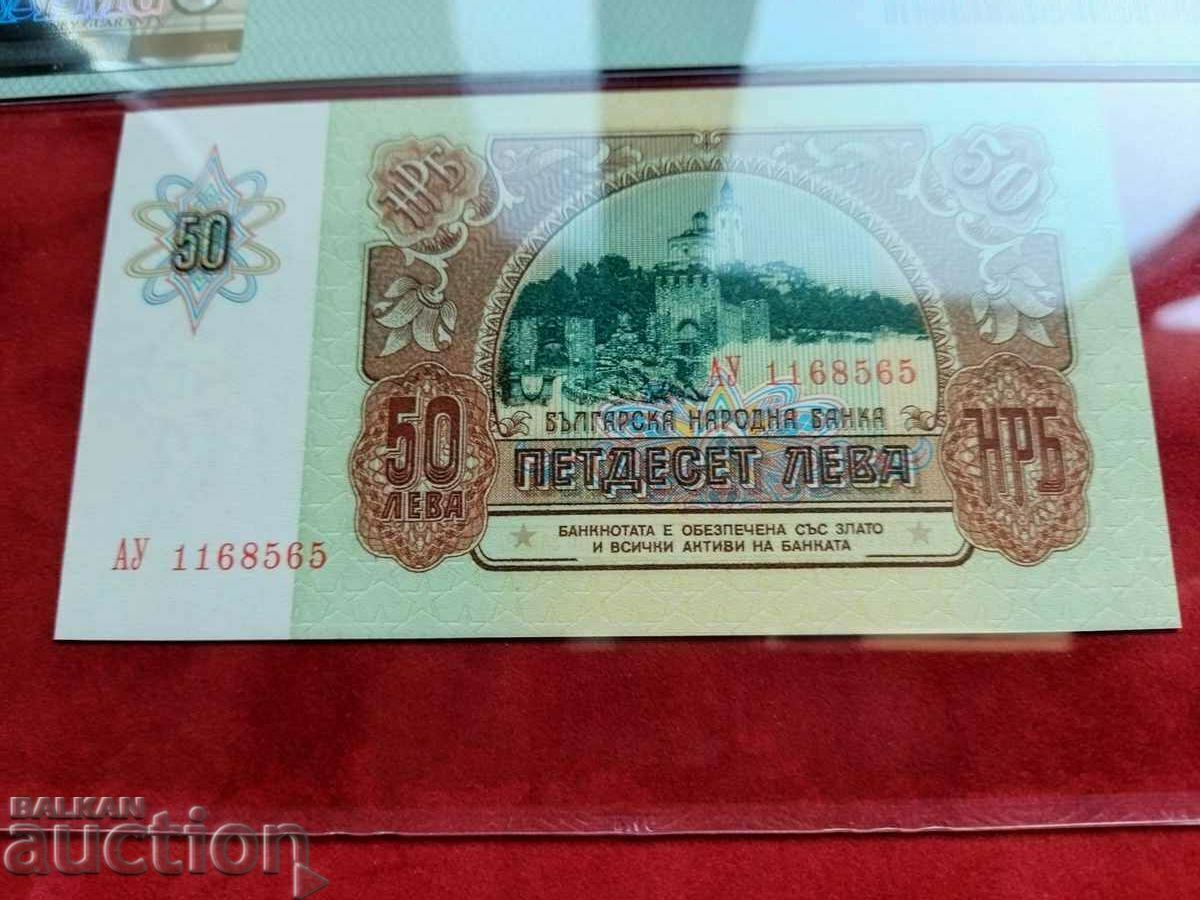 50
НРБ
50
АУ 1168565
БЪЛГАРСКА НАРОДНА БАНКА
ПЕТДЕСЕТ ЛЕВА
50
ЛЕВА
НРБ
БАНКНОТАТА Е ОБЕЗПЕЧЕНА СЪС ЗЛАТО
И ВСИЧКИ АКТИВИ НА БАНКАТА
АУ 1168565
BALKAN
auction